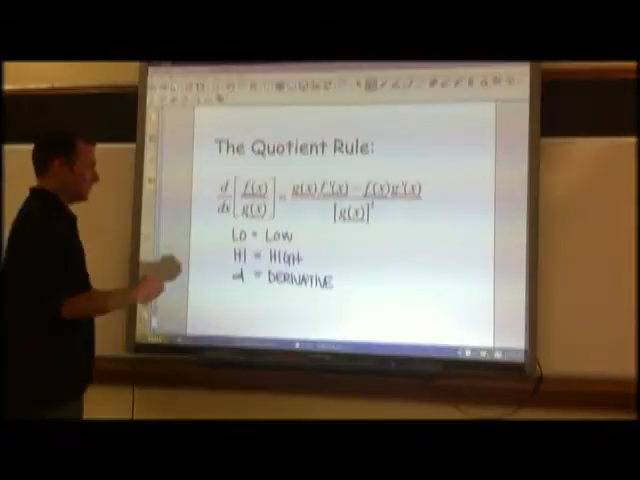 The Quotient Rule:
d/dx [f(x)/g(x)] = g(x)f'(x) − f(x)g'(x) / [g(x)]²
LO = LOW
HI = HIGH
d = DERIVATIVE